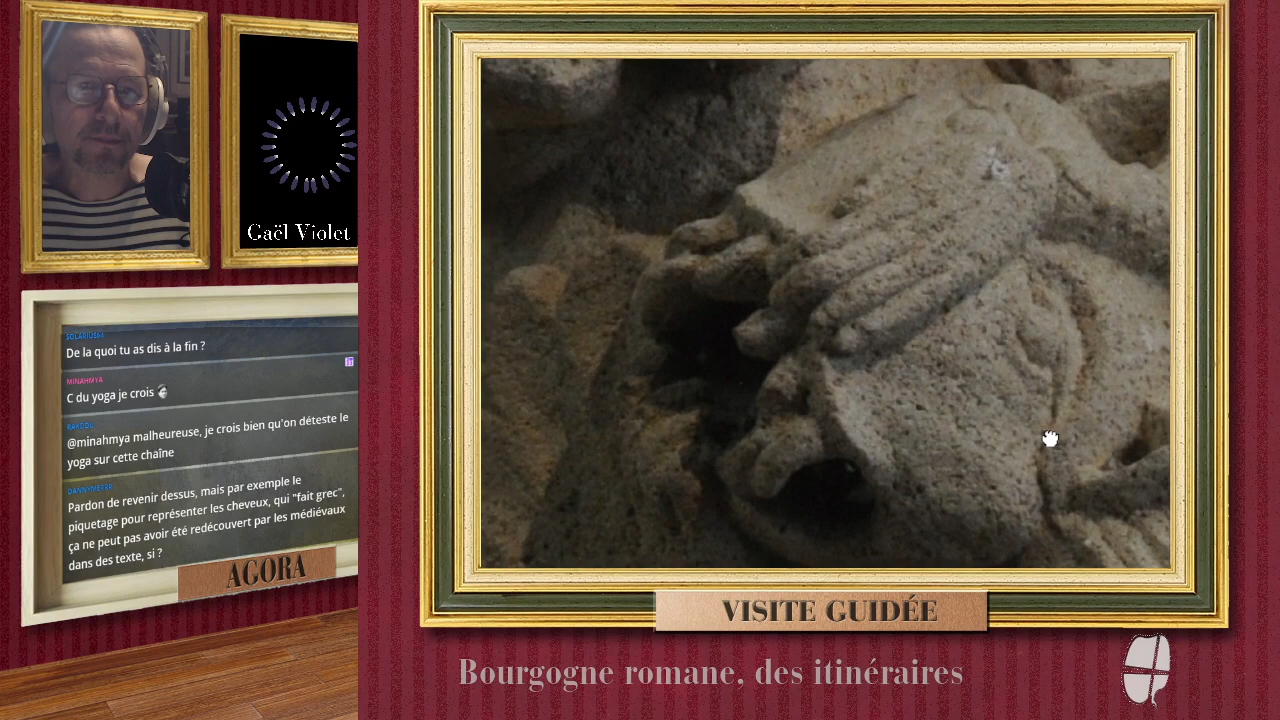 Gaël Violet
SOLARIUS64
De la quoi tu as dis à la fin ?
MINAHMYA
C du yoga je crois
@minahmya malheureuse, je crois bien qu'on déteste le
yoga sur cette chaîne
Pardon de revenir dessus, mais par exemple le
piquetage pour représenter les cheveux, qui "fait grec",
ça ne peut pas avoir été redécouvert par les médiévaux
dans des texte, si ?
AGORA
VISITE GUIDÉE
Bourgogne romane, des itinéraires